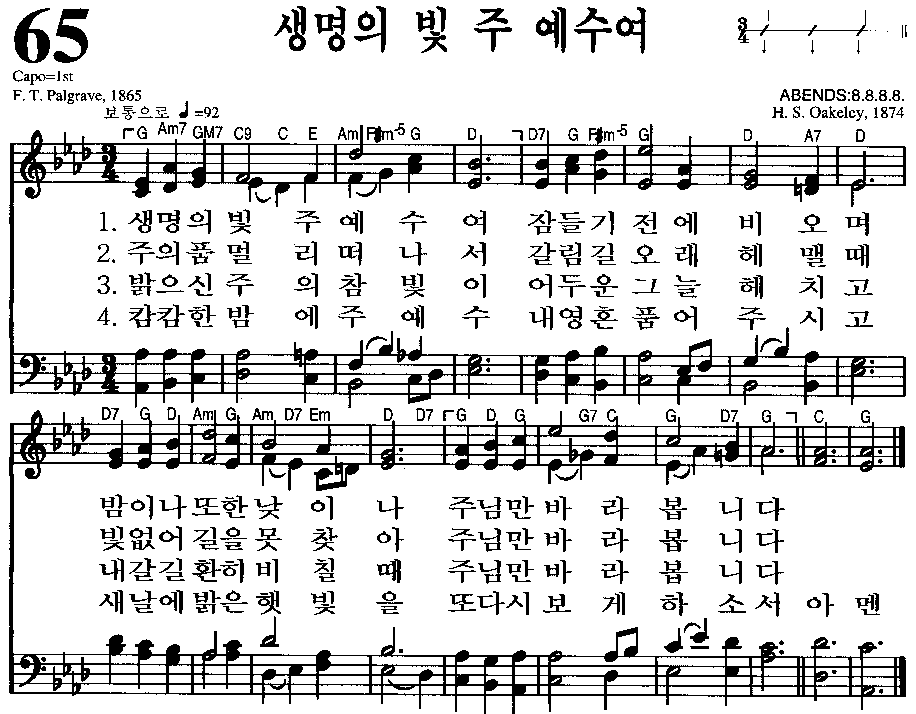 65 생명의 빛 주 예수여 3/4
Capo=1st
F. T. Palgrave, 1865 ABENDS:8.8.8.8.
보통으로 ♩=92 H. S. Oakeley, 1874
G Am7 GM7 C9 C E Am F#m-5 G D D7 G F#m-5 G D A7 D
1. 생명의 빛 주 예 수 여 잠들기 전에 비 오 며
2. 주의품 멀 리 떠 나 서 갈림길 오 래 헤 맬 때
3. 밝으신 주 의 참 빛 이 어두운 그 늘 해 치 고
4. 캄캄한 밤 에 주 예 수 내영혼 품 어 주 시 고
D7 G D Am G Am D7 Em D D7 G D G G7 C G D7 G C G
밤이나 또한 낮 이 나 주님만 바 라 봅 니 다
빛없어 길을 못 찾 아 주님만 바 라 봅 니 다
내갈길 환히 비 칠 때 주님만 바 라 봅 니 다
새날에 밝은 햇 빛 을 또다시 보 게 하 소 서 아 멘